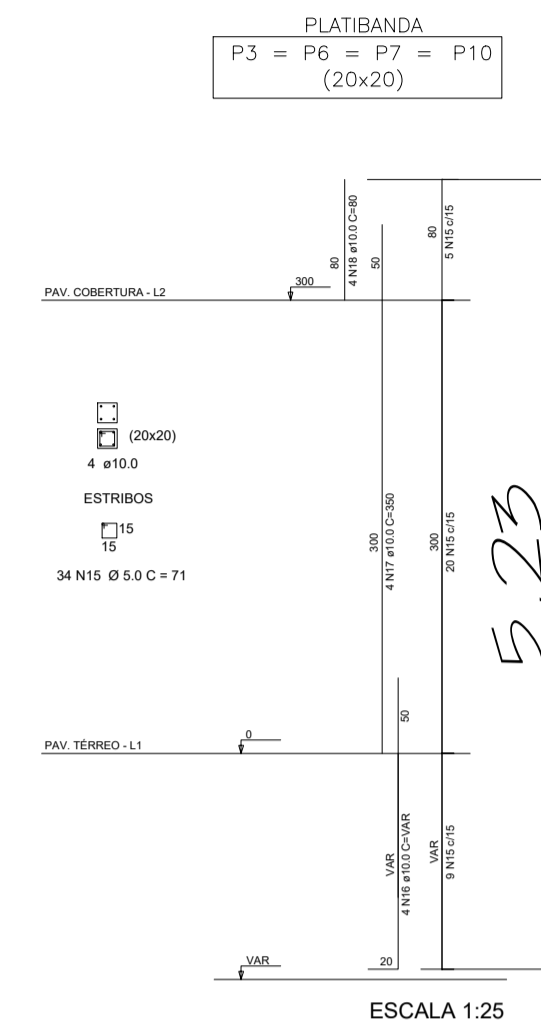 PLATIBANDA
P3 = P6 = P7 = P10
(20x20)
80
4 N18 ø10.0 C=80
50
80
5 N15 c/15
300
PAV. COBERTURA - L2
(20x20)
4 ø10.0
ESTRIBOS
15
15
34 N15 Ø 5.0 C = 71
300
4 N17 ø10.0 C=350
300
20 N15 c/15
5.23
50
0
PAV. TÉRREO - L1
VAR
4 N16 ø10.0 C=VAR
VAR
9 N15 c/15
20
VAR
ESCALA 1:25